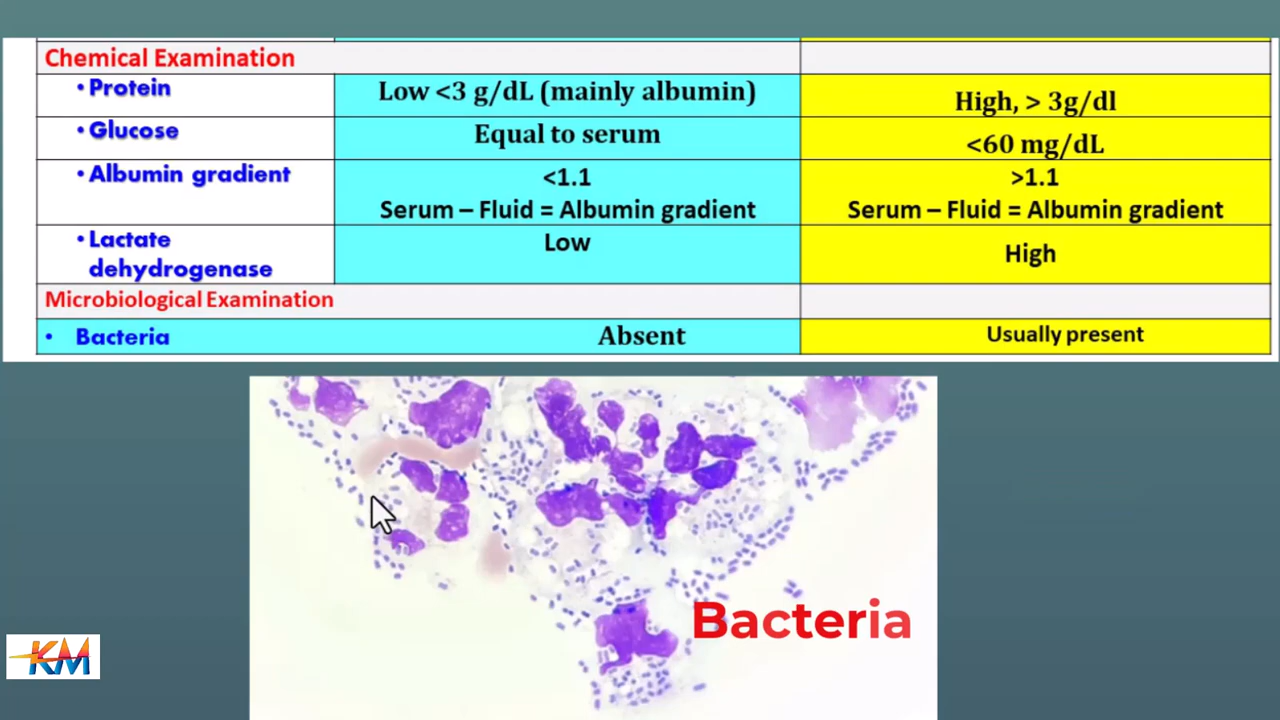 Chemical Examination
• Protein
Low <3 g/dL (mainly albumin)
High, > 3g/dl
• Glucose
Equal to serum
<60 mg/dL
• Albumin gradient
<1.1
Serum – Fluid = Albumin gradient
>1.1
Serum – Fluid = Albumin gradient
• Lactate
dehydrogenase
Low
High
Microbiological Examination
• Bacteria
Absent
Usually present
Bacteria
KM